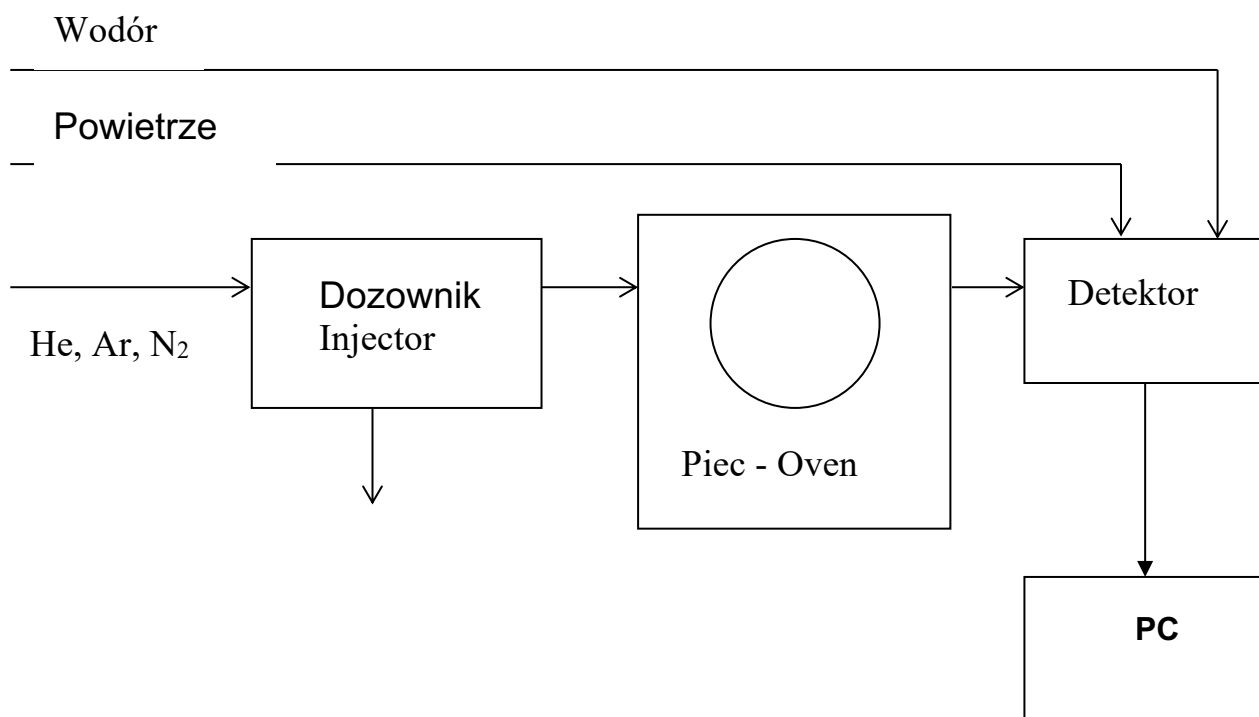 Wodór
Powietrze
He, Ar, N₂
Dozownik
Injector
Piec - Oven
Detektor
PC